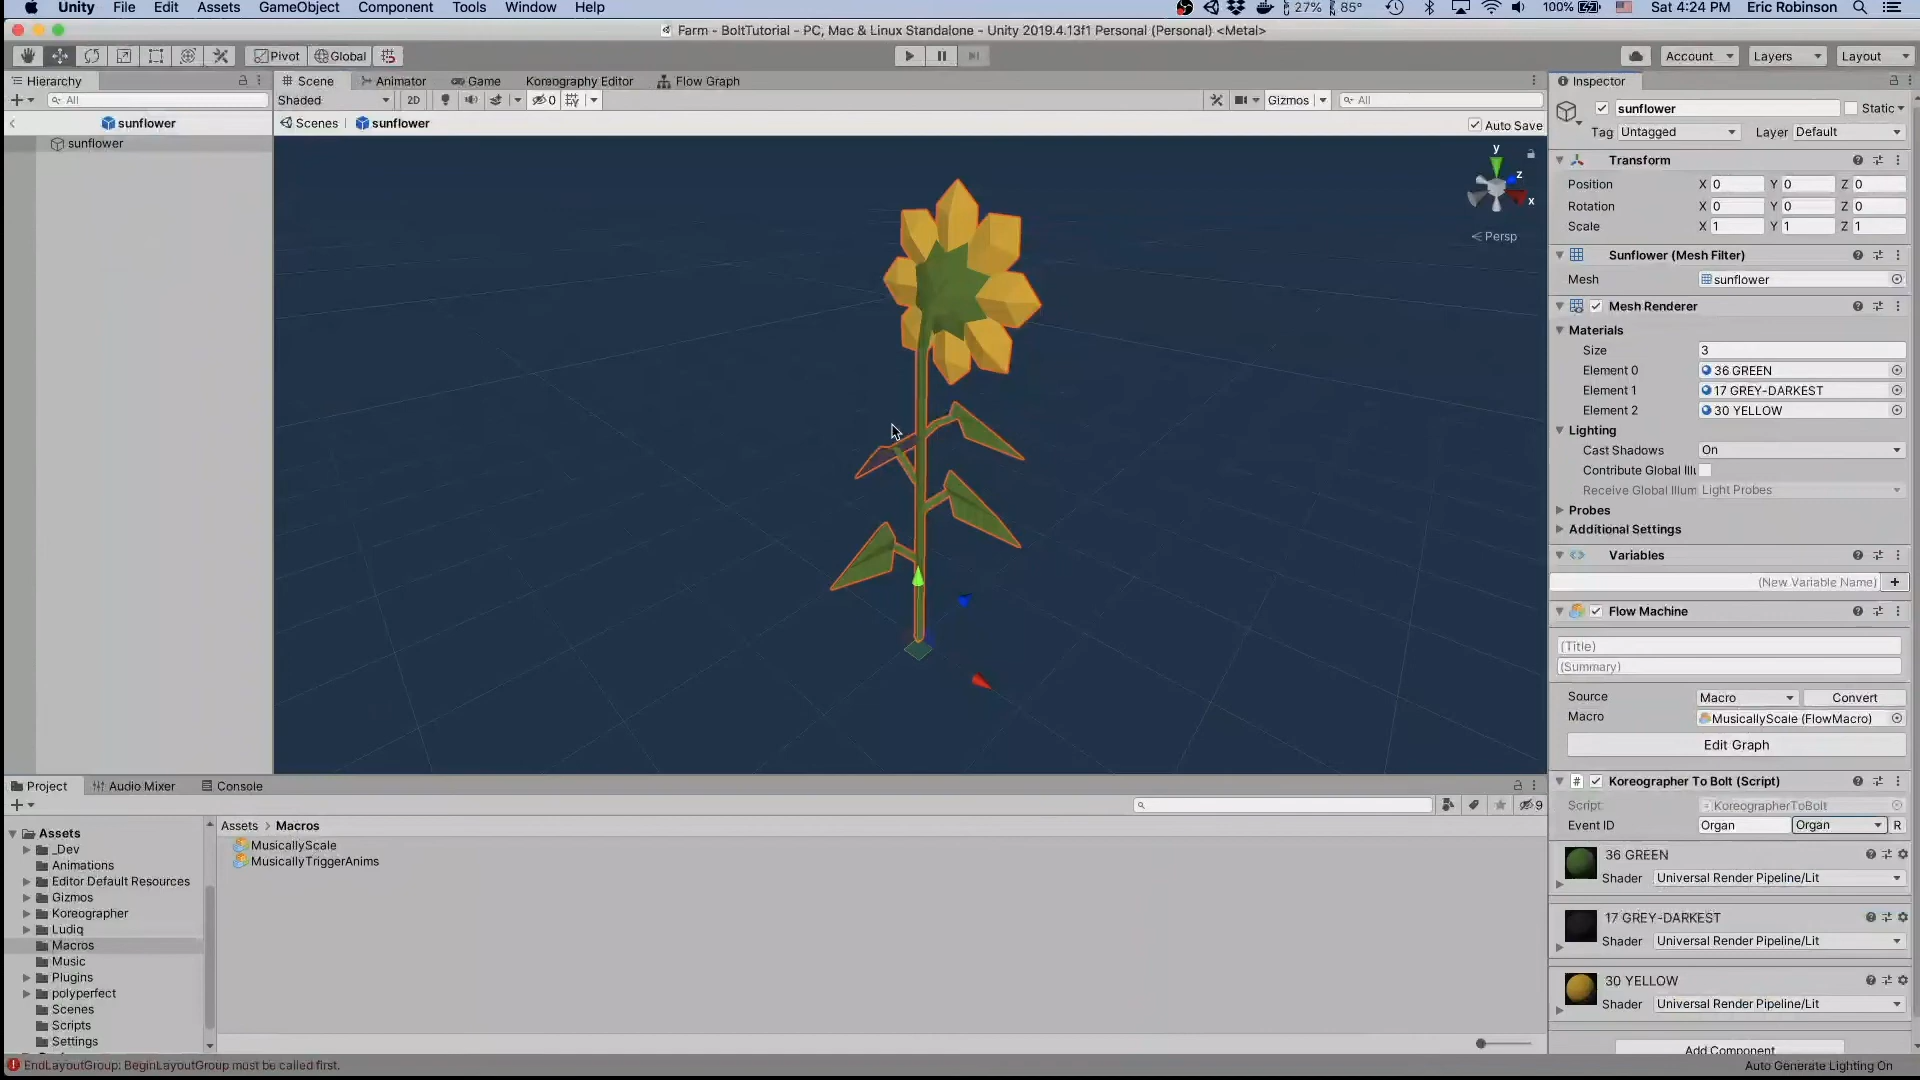 Unity File Edit Assets GameObject Component Tools Window Help 27% 85° 100% Sat 4:24 PM Eric Robinson
Farm - BoltTutorial - PC, Mac & Linux Standalone - Unity 2019.4.13f1 Personal (Personal) <Metal>
Pivot Global Account Layers Layout
Hierarchy Scene Animator Game Koreography Editor Flow Graph Inspector
All Shaded 2D 0 Gizmos All
sunflower Scenes sunflower Auto Save
sunflower
y
z
x
Persp
sunflower Static
Tag Untagged Layer Default
Transform
Position X 0 Y 0 Z 0
Rotation X 0 Y 0 Z 0
Scale X 1 Y 1 Z 1
Sunflower (Mesh Filter)
Mesh sunflower
Mesh Renderer
Materials
Size 3
Element 0 36 GREEN
Element 1 17 GREY-DARKEST
Element 2 30 YELLOW
Lighting
Cast Shadows On
Contribute Global Illu
Receive Global Illum Light Probes
Probes
Additional Settings
Variables
(New Variable Name) +
Flow Machine
(Title)
(Summary)
Source Macro Convert
Macro MusicallyScale (FlowMacro)
Edit Graph
Koreographer To Bolt (Script)
Script KoreographerToBolt
Event ID Organ Organ R
36 GREEN
Shader Universal Render Pipeline/Lit
17 GREY-DARKEST
Shader Universal Render Pipeline/Lit
30 YELLOW
Shader Universal Render Pipeline/Lit
Add Component
Project Audio Mixer Console
9
Assets > Macros
Assets
_Dev
Animations
Editor Default Resources
Gizmos
Koreographer
Ludiq
Macros
Music
Plugins
polyperfect
Scenes
Scripts
Settings
MusicallyScale
MusicallyTriggerAnims
EndLayoutGroup: BeginLayoutGroup must be called first. Auto Generate Lighting On